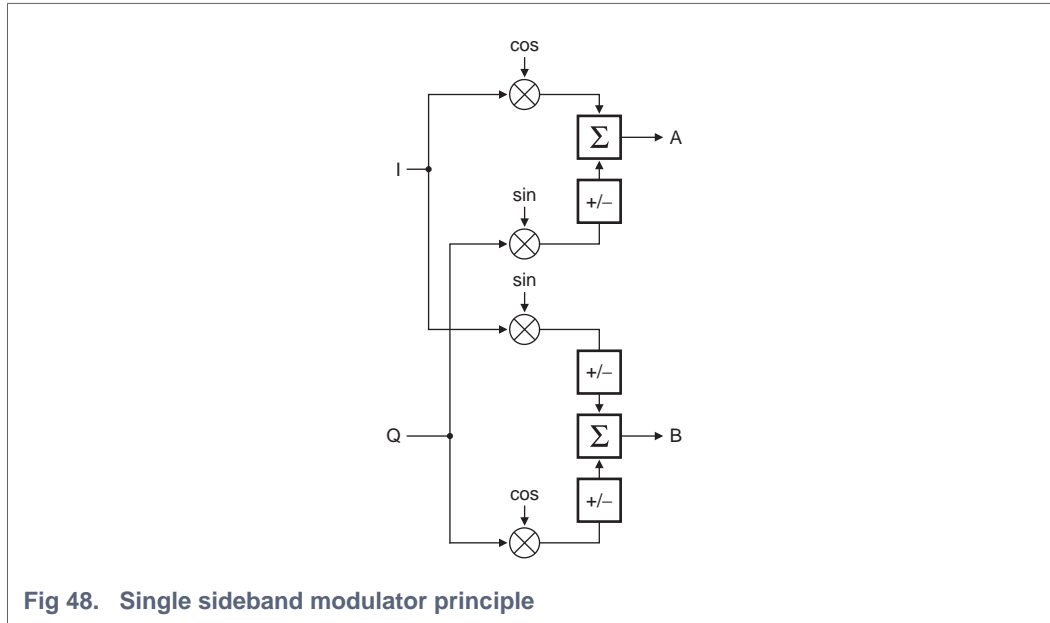 cos
Σ
A
+/−
I
sin
sin
+/−
Q
Σ
B
+/−
cos
Fig 48. Single sideband modulator principle